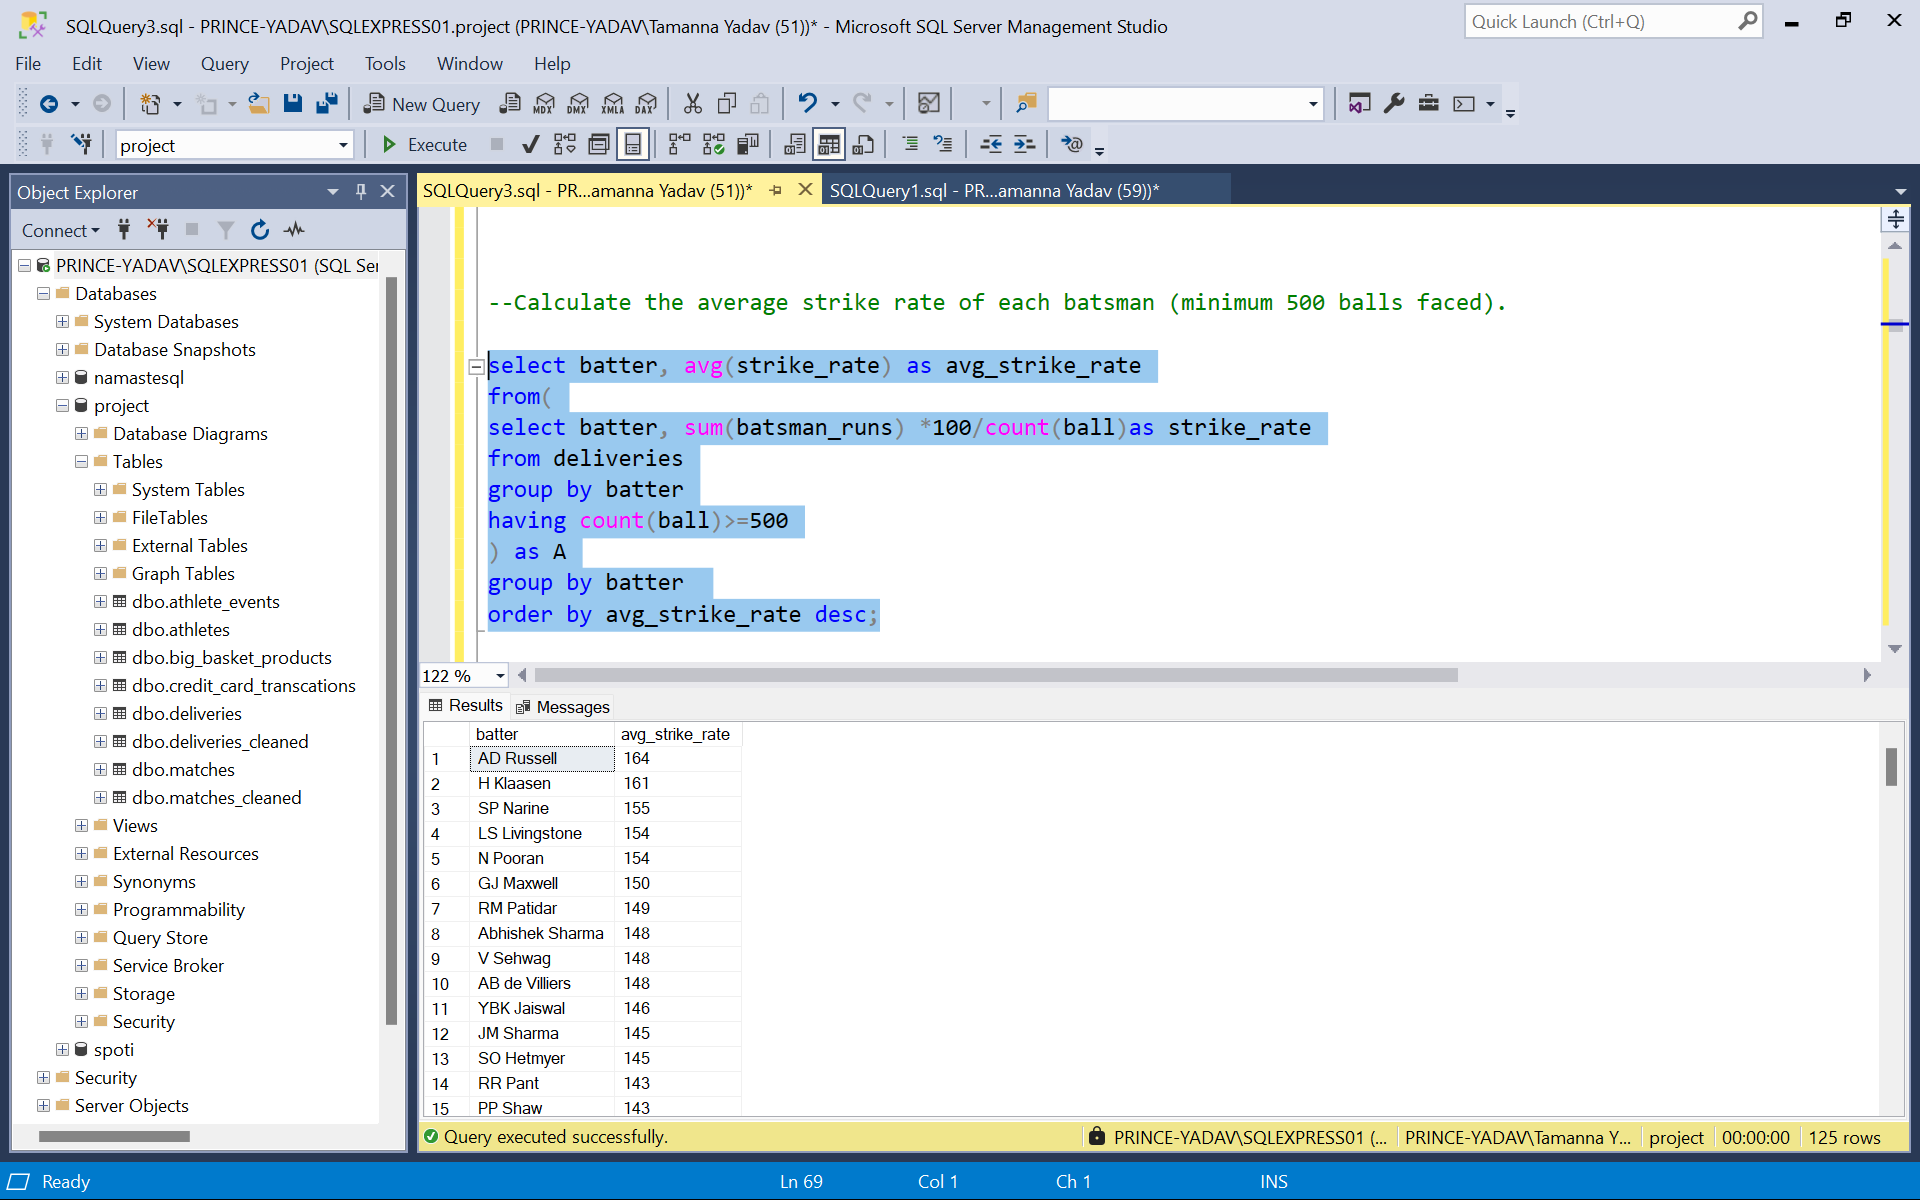 SQLQuery3.sql - PRINCE-YADAV\SQLEXPRESS01.project (PRINCE-YADAV\Tamanna Yadav (51))* - Microsoft SQL Server Management Studio
Quick Launch (Ctrl+Q)
File Edit View Query Project Tools Window Help
New Query MDX DMX XMLA DAX
project
Execute
Object Explorer
Connect
PRINCE-YADAV\SQLEXPRESS01 (SQL Ser
Databases
System Databases
Database Snapshots
namastesql
project
Database Diagrams
Tables
System Tables
FileTables
External Tables
Graph Tables
dbo.athlete_events
dbo.athletes
dbo.big_basket_products
dbo.credit_card_transcations
dbo.deliveries
dbo.deliveries_cleaned
dbo.matches
dbo.matches_cleaned
Views
External Resources
Synonyms
Programmability
Query Store
Service Broker
Storage
Security
spoti
Security
Server Objects
SQLQuery3.sql - PR...amanna Yadav (51))*
SQLQuery1.sql - PR...amanna Yadav (59))*
--Calculate the average strike rate of each batsman (minimum 500 balls faced).
select batter, avg(strike_rate) as avg_strike_rate
from(
select batter, sum(batsman_runs) *100/count(ball)as strike_rate
from deliveries
group by batter
having count(ball)>=500
) as A
group by batter
order by avg_strike_rate desc;
122 %
Results Messages
batter avg_strike_rate
1 AD Russell 164
2 H Klaasen 161
3 SP Narine 155
4 LS Livingstone 154
5 N Pooran 154
6 GJ Maxwell 150
7 RM Patidar 149
8 Abhishek Sharma 148
9 V Sehwag 148
10 AB de Villiers 148
11 YBK Jaiswal 146
12 JM Sharma 145
13 SO Hetmyer 145
14 RR Pant 143
15 PP Shaw 143
Query executed successfully.
PRINCE-YADAV\SQLEXPRESS01 (... PRINCE-YADAV\Tamanna Y... project 00:00:00 125 rows
Ready Ln 69 Col 1 Ch 1 INS